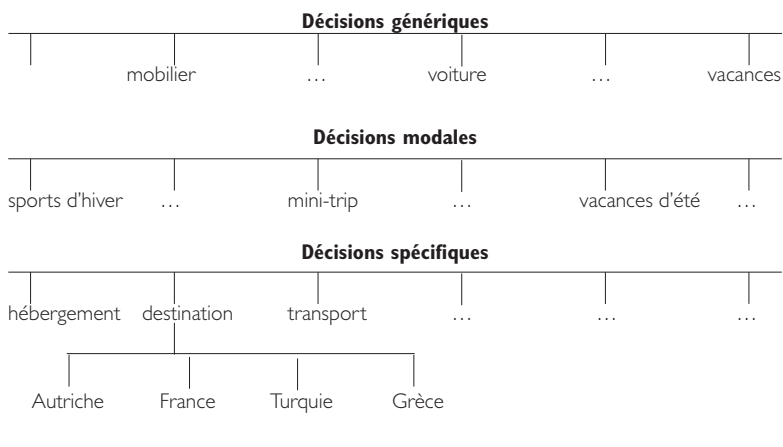 Décisions génériques
mobilier … voiture … vacances
Décisions modales
sports d'hiver … mini-trip … vacances d'été …
Décisions spécifiques
hébergement destination transport … … …
Autriche France Turquie Grèce